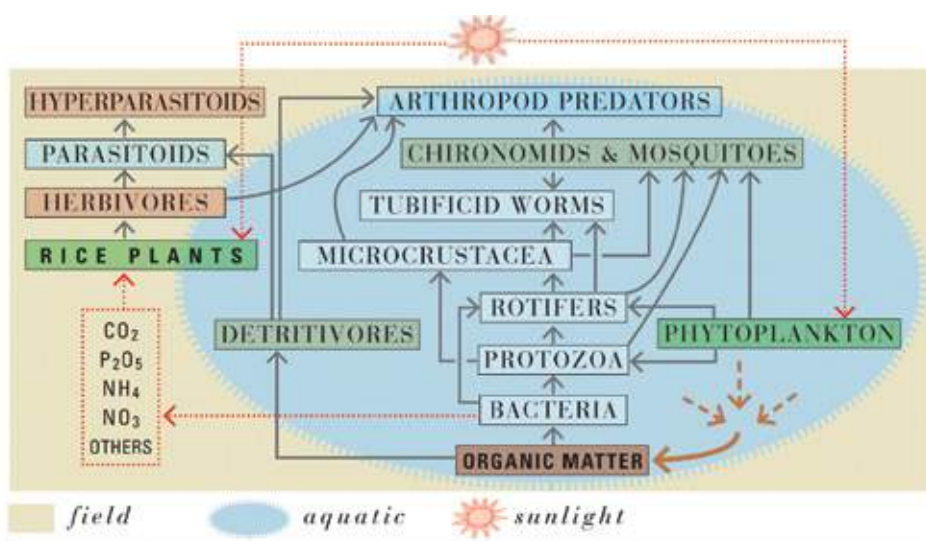 HYPERPARASITOIDS
ARTHROPOD PREDATORS
PARASITOIDS
CHIRONOMIDS & MOSQUITOES
HERBIVORES
TUBIFICID WORMS
RICE PLANTS
MICROCRUSTACEA
ROTIFERS
DETRITIVORES
PHYTOPLANKTON
CO₂
P₂O₅
NH₄
NO₃
OTHERS
PROTOZOA
BACTERIA
ORGANIC MATTER
field
aquatic
sunlight